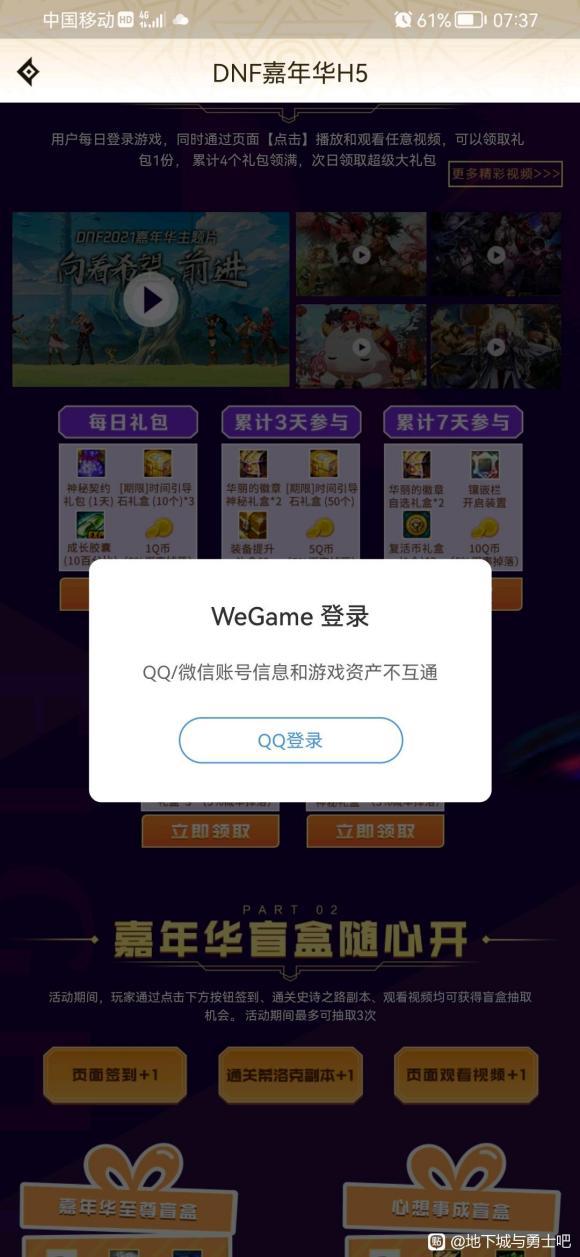 中国移动 HD 4G 61% 07:37
DNF嘉年华H5
用户每日登录游戏，同时通过页面【点击】播放和观看任意视频，可以领取礼
包1份， 累计4个礼包领满，次日领取超级大礼包
更多精彩视频>>>
DNF2021嘉年华主题片
向着希望 前进
每日礼包 累计3天参与 累计7天参与
神秘契约 [期限]时间引导 华丽的徽章 [期限]时间引导 华丽的徽章 镶嵌栏
礼包 (1天) 石礼盒 (10个)*3 神秘礼盒*2 石礼盒 (50个) 自选礼盒*2 开启装置
成长胶囊 1Q币 装备提升 5Q币 复活币礼盒 10Q币
WeGame 登录
QQ/微信账号信息和游戏资产不互通
QQ登录
立即领取 立即领取
PART 02
嘉年华盲盒随心开
活动期间，玩家通过点击下方按钮签到、通关史诗之路副本、观看视频均可获得盲盒抽取
机会。 活动期间最多可抽取3次
页面签到+1 通关希洛克副本+1 页面观看视频+1
嘉年华至尊盲盒 心想事成盲盒
贴 @地下城与勇士吧